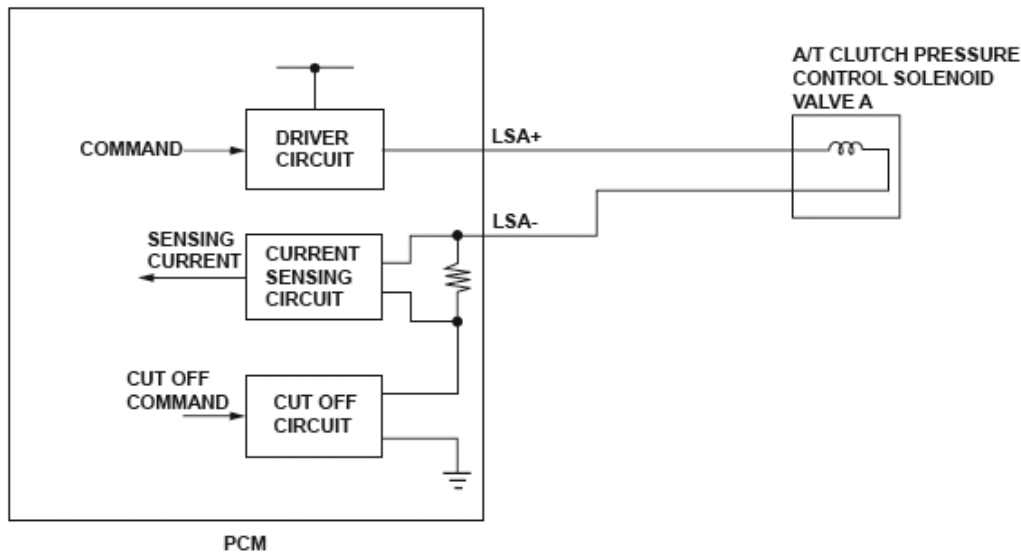 A/T CLUTCH PRESSURE
CONTROL SOLENOID
VALVE A
COMMAND
DRIVER
CIRCUIT
LSA+
LSA-
SENSING
CURRENT
CURRENT
SENSING
CIRCUIT
CUT OFF
COMMAND
CUT OFF
CIRCUIT
PCM